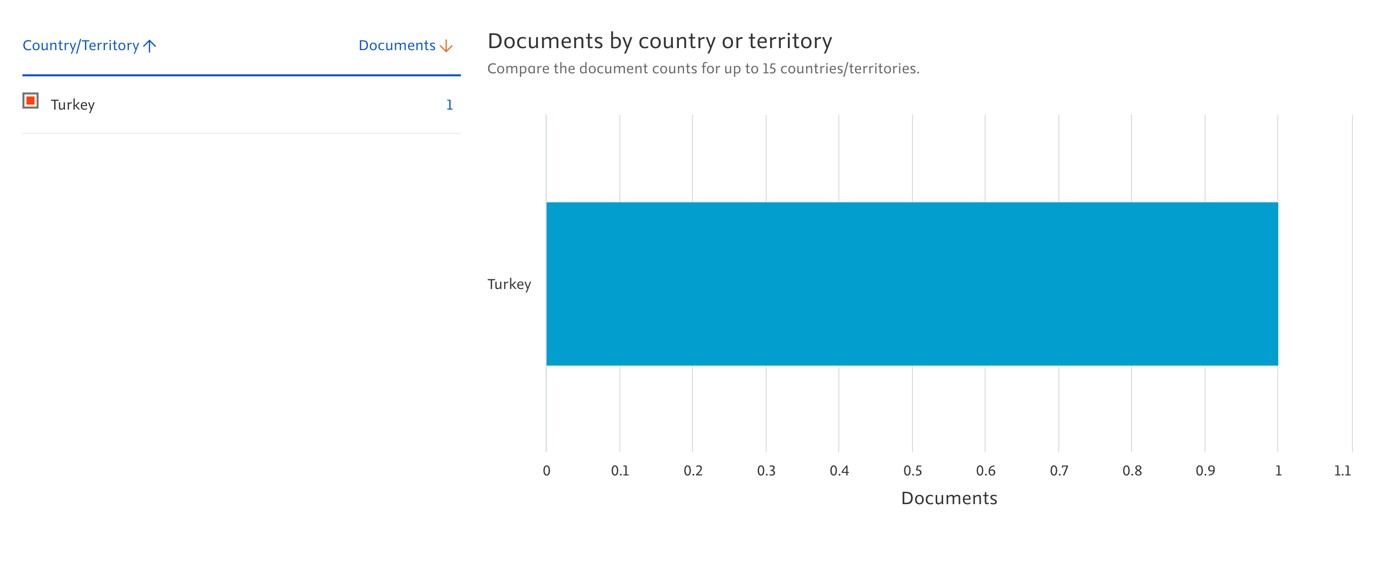 Country/Territory Documents
Turkey 1
Documents by country or territory
Compare the document counts for up to 15 countries/territories.
Turkey
0 0.1 0.2 0.3 0.4 0.5 0.6 0.7 0.8 0.9 1 1.1
Documents